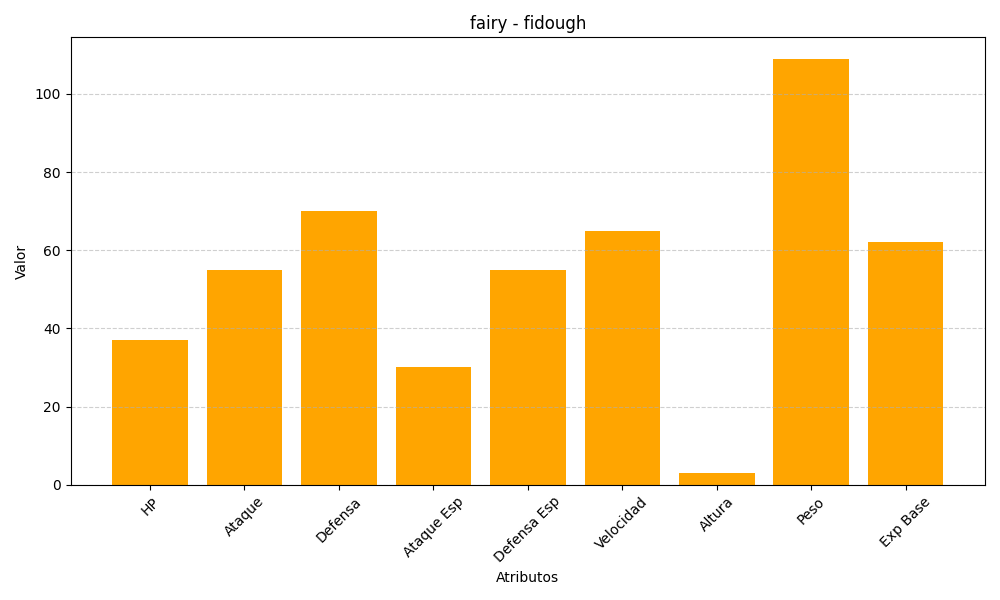 fairy - fidough
Valor
100
80
60
40
20
0
HP
Ataque
Defensa
Ataque Esp
Defensa Esp
Velocidad
Altura
Peso
Exp Base
Atributos